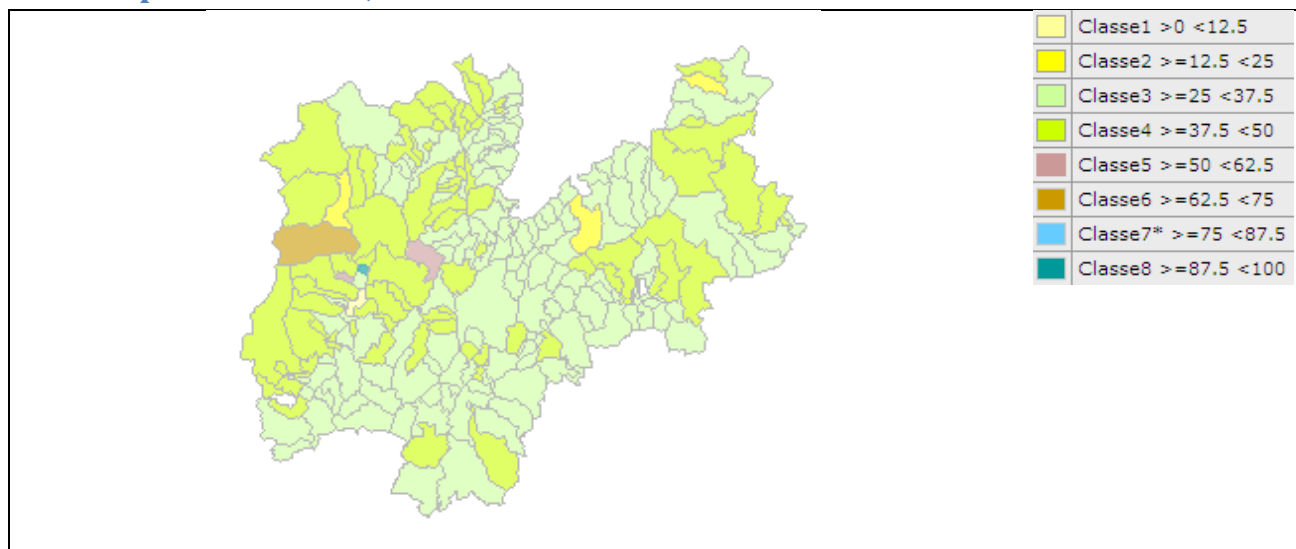 Classe1 >0 <12.5
Classe2 >=12.5 <25
Classe3 >=25 <37.5
Classe4 >=37.5 <50
Classe5 >=50 <62.5
Classe6 >=62.5 <75
Classe7* >=75 <87.5
Classe8 >=87.5 <100